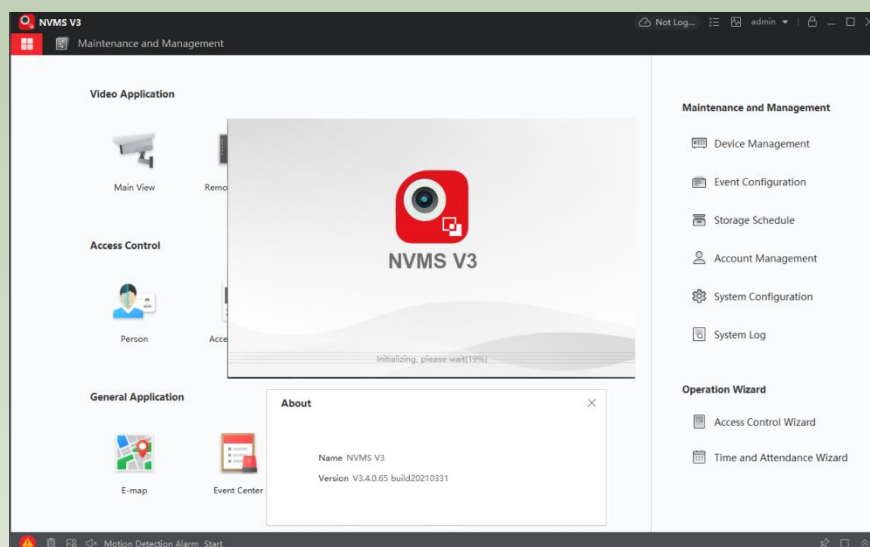 NVMS V3
Not Log...
admin
Maintenance and Management
Video Application
Main View
Remo
Access Control
Person
Acce
General Application
E-map
Event Center
NVMS V3
Initializing, please wait(19%)
About
Name NVMS V3
Version V3.4.0.65 build20210331
Maintenance and Management
Device Management
Event Configuration
Storage Schedule
Account Management
System Configuration
System Log
Operation Wizard
Access Control Wizard
Time and Attendance Wizard
Motion Detection Alarm Start